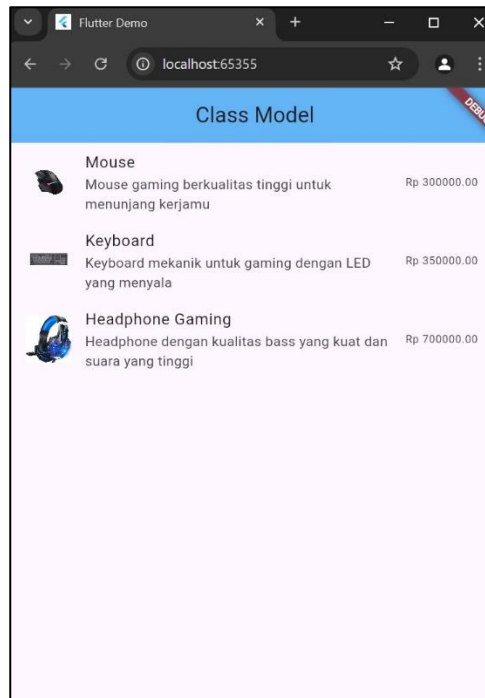 Flutter Demo
localhost:65355
Class Model
Mouse
Mouse gaming berkualitas tinggi untuk
menunjang kerjamu
Rp 300000.00
Keyboard
Keyboard mekanik untuk gaming dengan LED
yang menyala
Rp 350000.00
Headphone Gaming
Headphone dengan kualitas bass yang kuat dan
suara yang tinggi
Rp 700000.00